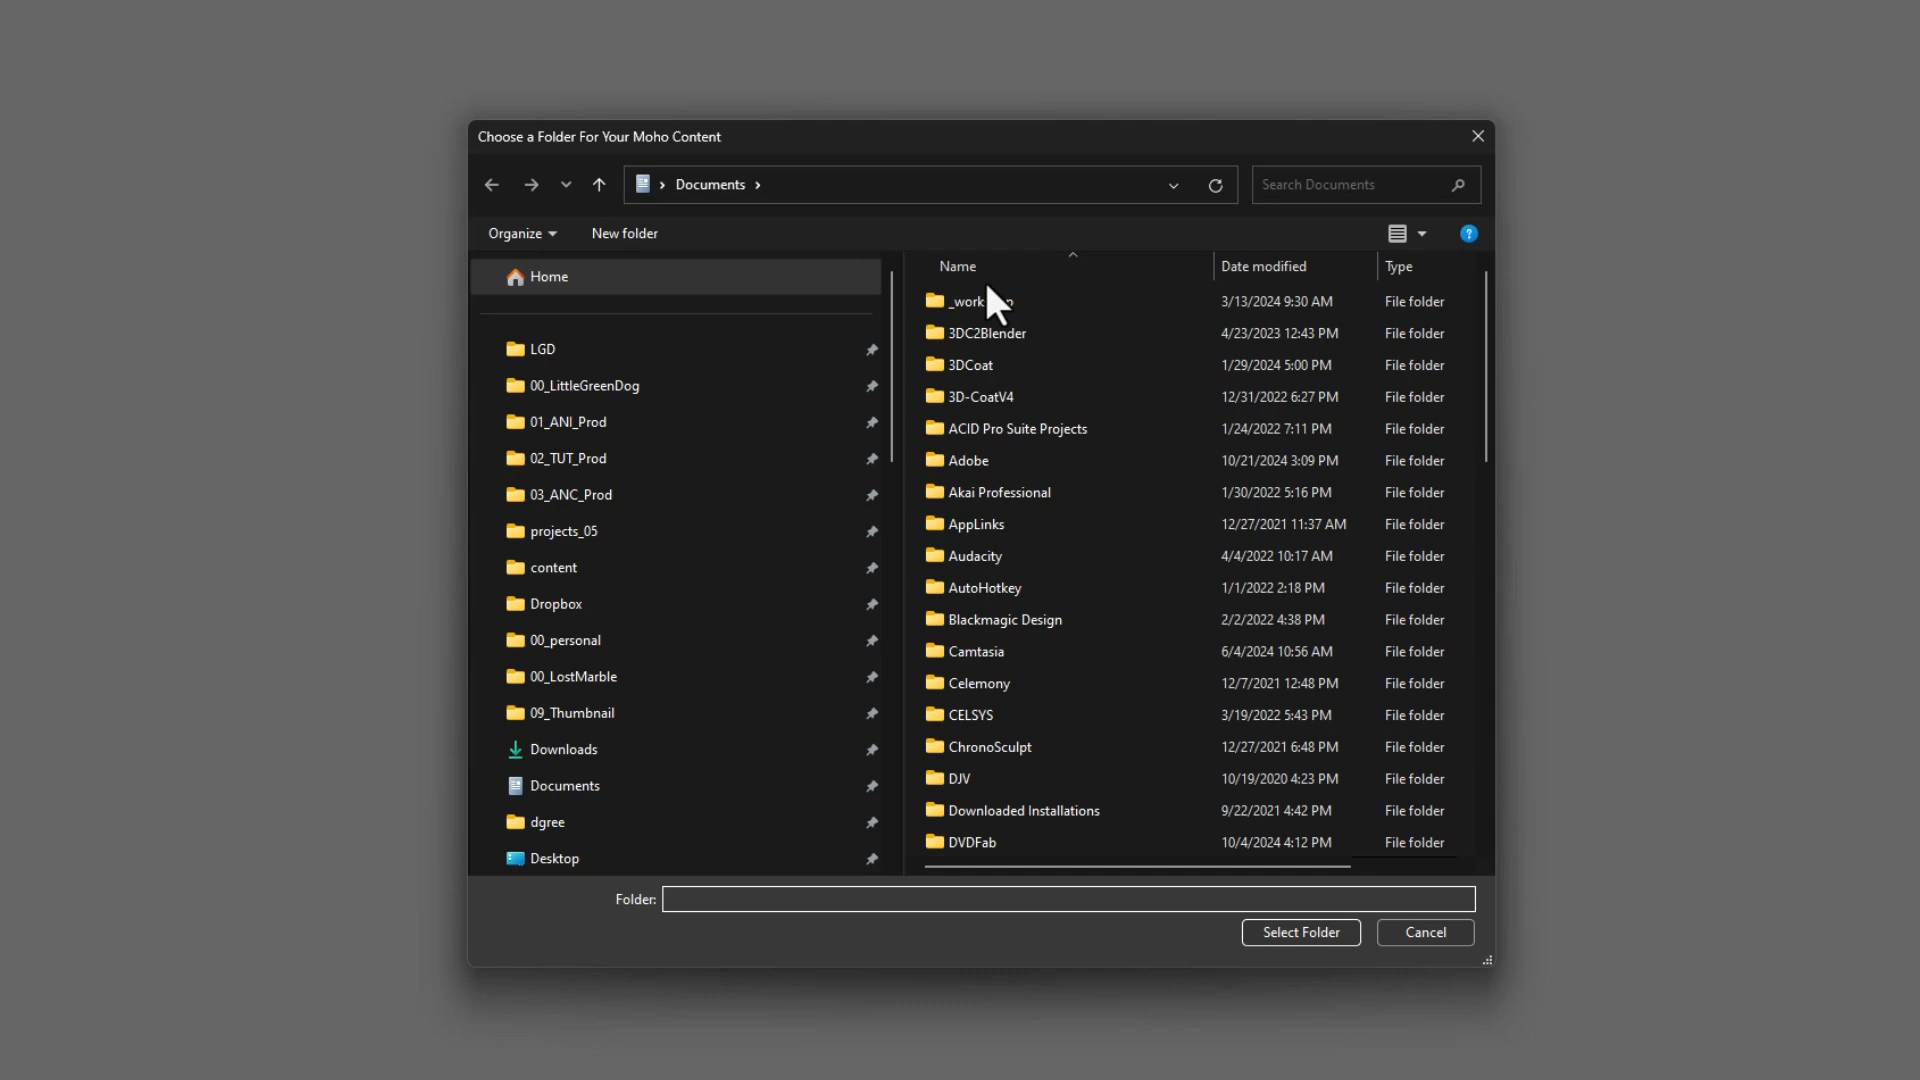 Choose a Folder For Your Moho Content
Documents
Search Documents
Organize
New folder
Home
LGD
00_LittleGreenDog
01_ANI_Prod
02_TUT_Prod
03_ANC_Prod
projects_05
content
Dropbox
00_personal
00_LostMarble
09_Thumbnail
Downloads
Documents
dgree
Desktop
Name Date modified Type
3/13/2024 9:30 AM File folder
3DC2Blender 4/23/2023 12:43 PM File folder
3DCoat 1/29/2024 5:00 PM File folder
3D-CoatV4 12/31/2022 6:27 PM File folder
ACID Pro Suite Projects 1/24/2022 7:11 PM File folder
Adobe 10/21/2024 3:09 PM File folder
Akai Professional 1/30/2022 5:16 PM File folder
AppLinks 12/27/2021 11:37 AM File folder
Audacity 4/4/2022 10:17 AM File folder
AutoHotkey 1/1/2022 2:18 PM File folder
Blackmagic Design 2/2/2022 4:38 PM File folder
Camtasia 6/4/2024 10:56 AM File folder
Celemony 12/7/2021 12:48 PM File folder
CELSYS 3/19/2022 5:43 PM File folder
ChronoSculpt 12/27/2021 6:48 PM File folder
DJV 10/19/2020 4:23 PM File folder
Downloaded Installations 9/22/2021 4:42 PM File folder
DVDFab 10/4/2024 4:12 PM File folder
Folder:
Select Folder
Cancel